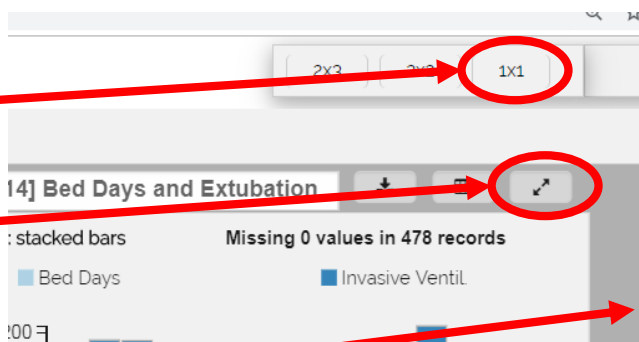 2x3 1x1
14] Bed Days and Extubation
: stacked bars Missing 0 values in 478 records
Bed Days Invasive Ventil.
200